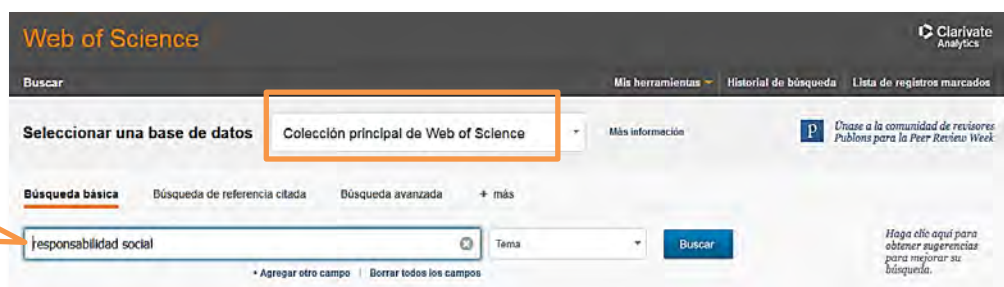 Web of Science
Clarivate
Analytics
Buscar
Mis herramientas
Historial de búsqueda
Lista de registros marcados
Seleccionar una base de datos
Colección principal de Web of Science
Más información
P
Únase a la comunidad de revisores
Publons para la Peer Review Week
Búsqueda básica
Búsqueda de referencia citada
Búsqueda avanzada
+ más
responsabilidad social
Tema
Buscar
Haga clic aquí para
obtener sugerencias
para mejorar su
búsqueda.
+ Agregar otro campo | Borrar todos los campos